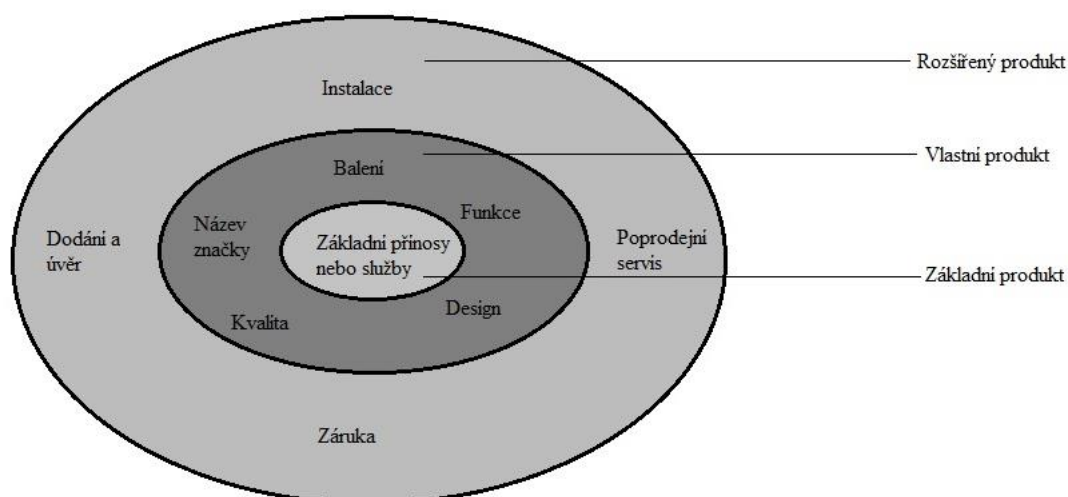 Rozšířený produkt
Instalace
Vlastní produkt
Balení
Funkce
Název
značky
Dodání a
úvěr
Základní přínosy
nebo služby
Poprodejní
servis
Základní produkt
Design
Kvalita
Záruka